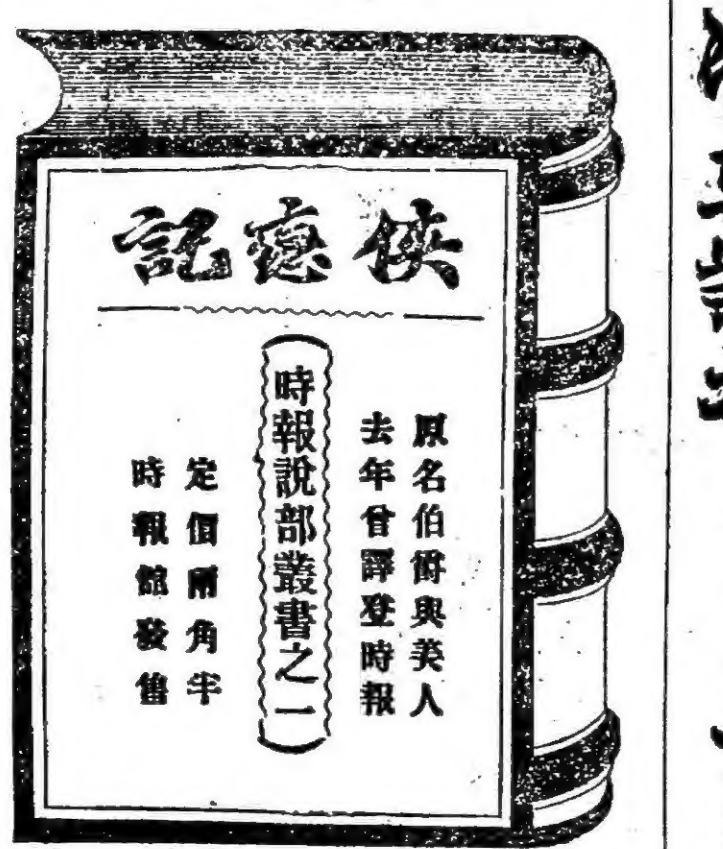 俠戀記
原名伯爵與美人
去年曾譯登時報
時報說部叢書之一
定價兩角半
時報館發售